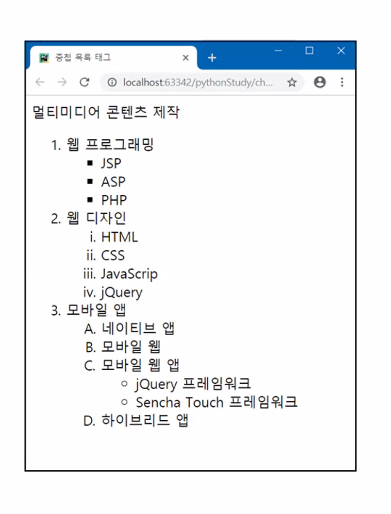 중첩 목록 태그
localhost:63342/pythonStudy/ch...
멀티미디어 콘텐츠 제작
1. 웹 프로그래밍
■ JSP
■ ASP
■ PHP
2. 웹 디자인
i. HTML
ii. CSS
iii. JavaScrip
iv. jQuery
3. 모바일 앱
A. 네이티브 앱
B. 모바일 웹
C. 모바일 웹 앱
○ jQuery 프레임워크
○ Sencha Touch 프레임워크
D. 하이브리드 앱